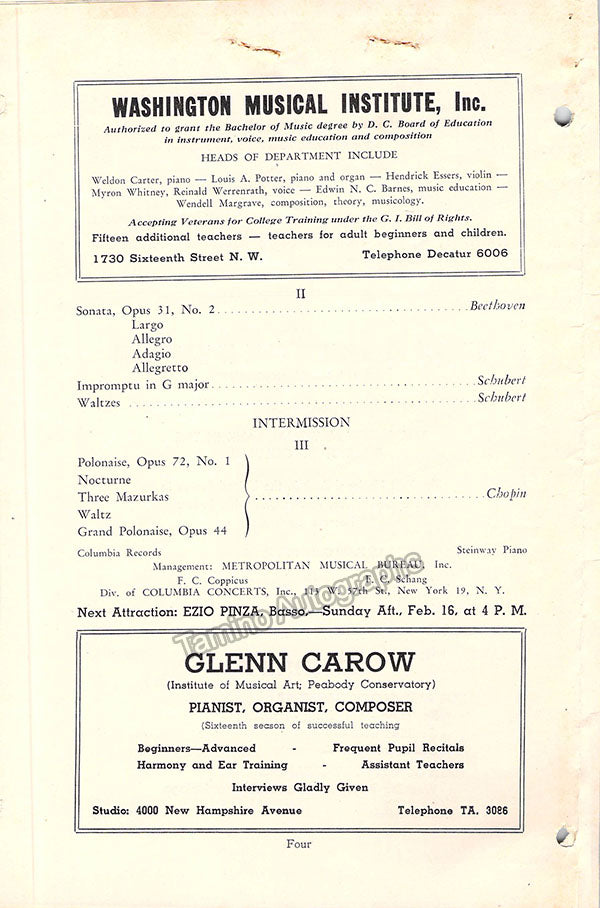 WASHINGTON MUSICAL INSTITUTE, Inc.
Authorized to grant the Bachelor of Music degree by D. C. Board of Education
in instrument, voice, music education and composition
HEADS OF DEPARTMENT INCLUDE
Weldon Carter, piano — Louis A. Potter, piano and organ — Hendrick Essers, violin —
Myron Whitney, Reinald Werrenrath, voice — Edwin N. C. Barnes, music education —
Wendell Margrave, composition, theory, musicology.
Accepting Veterans for College Training under the G. I. Bill of Rights.
Fifteen additional teachers — teachers for adult beginners and children.
1730 Sixteenth Street N. W. Telephone Decatur 6006
II
Sonata, Opus 31, No. 2 Beethoven
Largo
Allegro
Adagio
Allegretto
Impromptu in G major Schubert
Waltzes Schubert
INTERMISSION
III
Polonaise, Opus 72, No. 1
Nocturne
Three Mazurkas Chopin
Waltz
Grand Polonaise, Opus 44
Columbia Records Steinway Piano
Management: METROPOLITAN MUSICAL BUREAU, Inc.
F. C. Coppicus F. C. Schang
Div. of COLUMBIA CONCERTS, Inc., 113 W. 57th St., New York 19, N. Y.
Next Attraction: EZIO PINZA, Basso,—Sunday Aft., Feb. 16, at 4 P. M.
Tamino Autographs
GLENN CAROW
(Institute of Musical Art; Peabody Conservatory)
PIANIST, ORGANIST, COMPOSER
(Sixteenth season of successful teaching
Beginners—Advanced - Frequent Pupil Recitals
Harmony and Ear Training - Assistant Teachers
Interviews Gladly Given
Studio: 4000 New Hampshire Avenue Telephone TA. 3086
Four